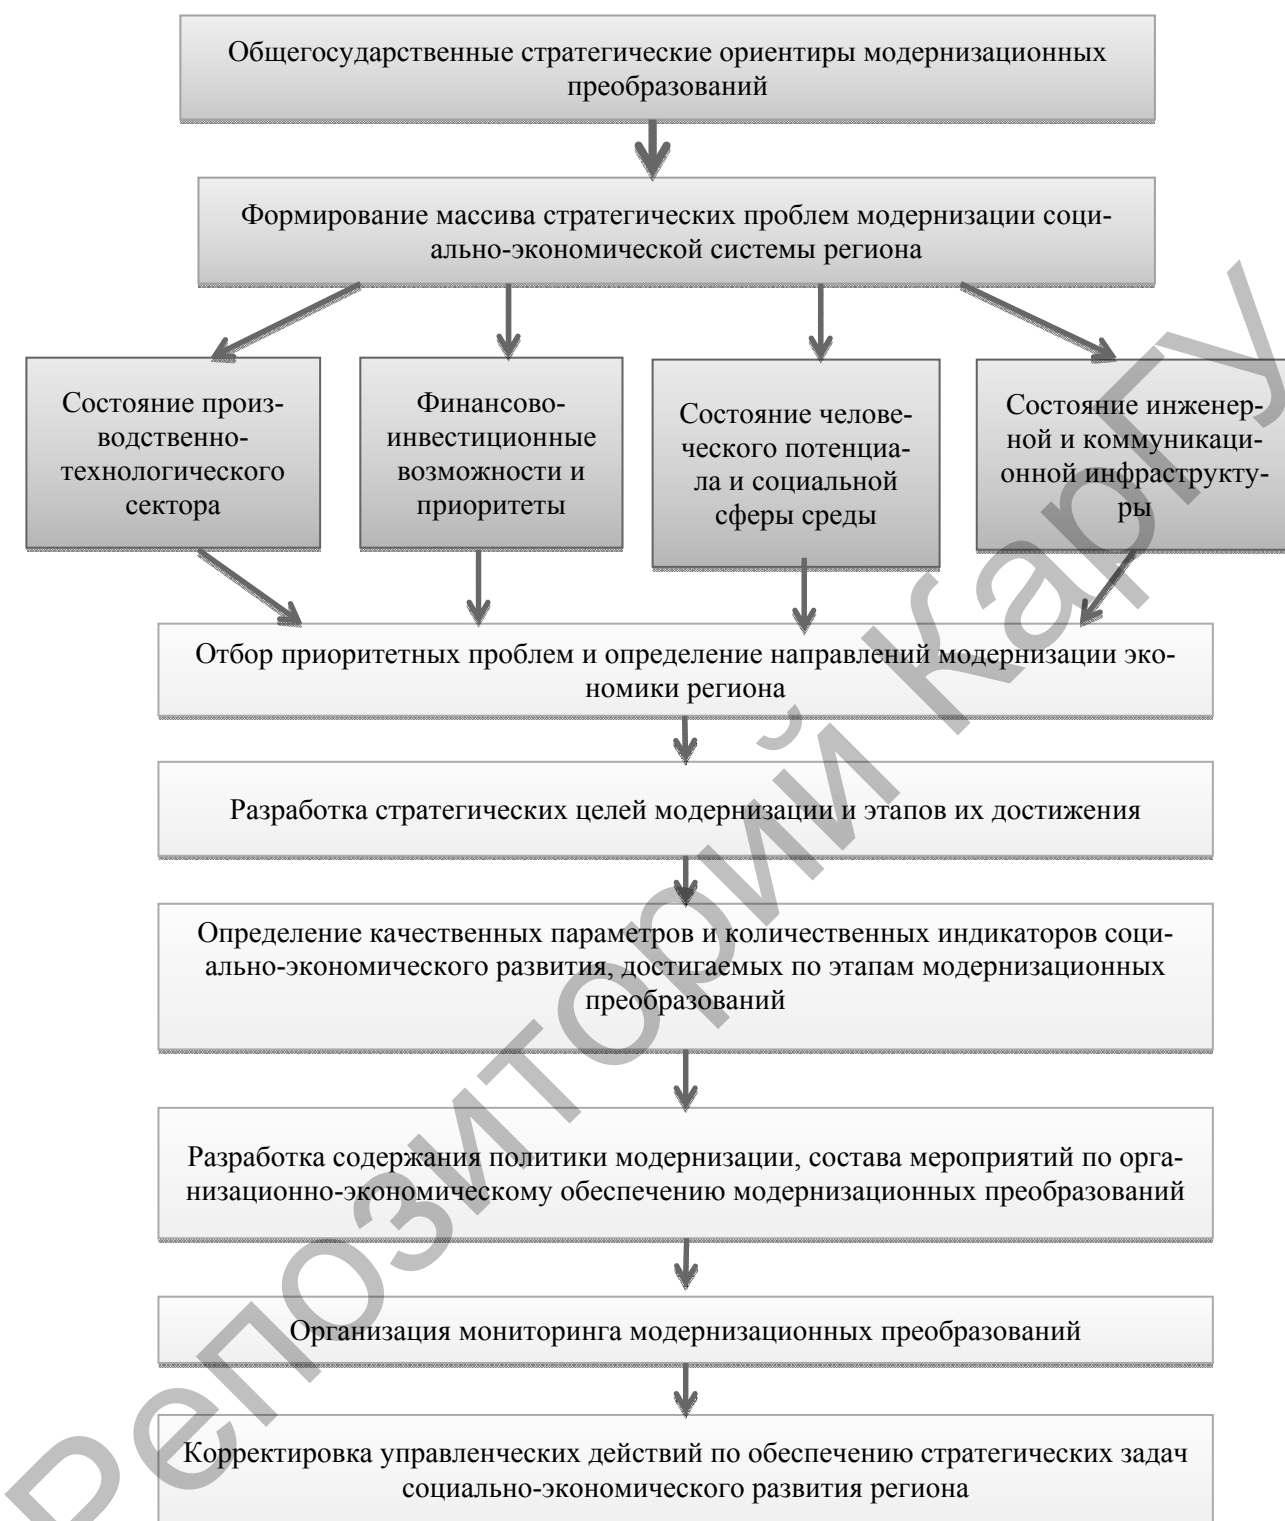 Общегосударственные стратегические ориентиры модернизационных
преобразований
Формирование массива стратегических проблем модернизации соци-
ально-экономической системы региона
Состояние произ-
водственно-
технологического
сектора
Финансово-
инвестиционные
возможности и
приоритеты
Состояние челове-
ческого потенциа-
ла и социальной
сферы среды
Состояние инженер-
ной и коммуникаци-
онной инфраструкту-
ры
Отбор приоритетных проблем и определение направлений модернизации эко-
номики региона
Разработка стратегических целей модернизации и этапов их достижения
Определение качественных параметров и количественных индикаторов соци-
ально-экономического развития, достигаемых по этапам модернизационных
преобразований
Разработка содержания политики модернизации, состава мероприятий по орга-
низационно-экономическому обеспечению модернизационных преобразований
Организация мониторинга модернизационных преобразований
Корректировка управленческих действий по обеспечению стратегических задач
социально-экономического развития региона
Репозиторий КарГУ